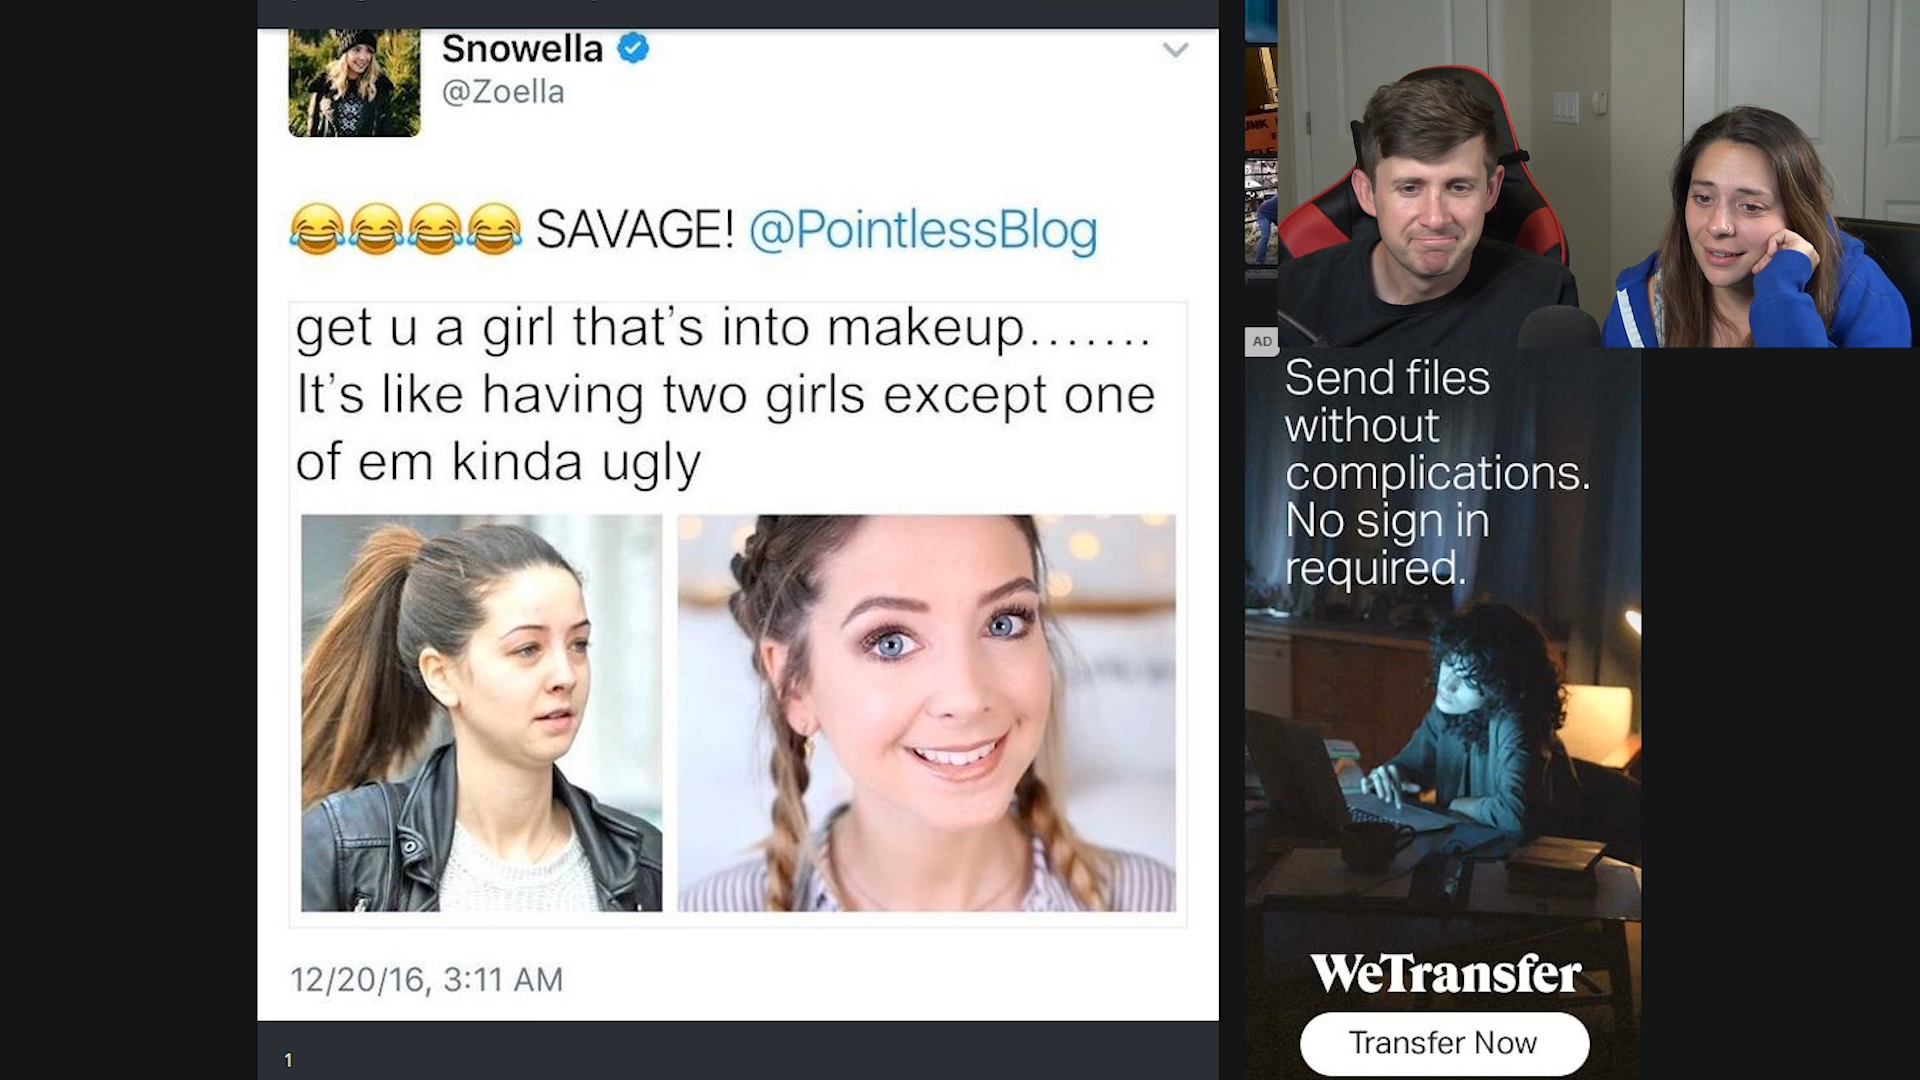 Snowella
@Zoella
😂😂😂😂 SAVAGE! @PointlessBlog
get u a girl that's into makeup.......
It's like having two girls except one
of em kinda ugly
12/20/16, 3:11 AM
1
AD
Send files
without
complications.
No sign in
required.
WeTransfer
Transfer Now